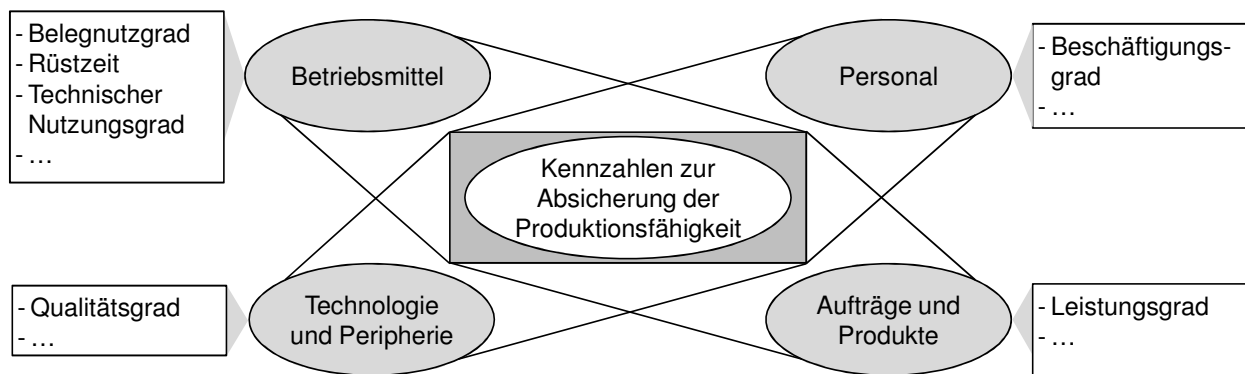 - Belegnutzgrad
- Rüstzeit
- Technischer
Nutzungsgrad
- ...
Betriebsmittel
Personal
- Beschäftigungs-
grad
- ...
Kennzahlen zur
Absicherung der
Produktionsfähigkeit
- Qualitätsgrad
- ...
Technologie
und Peripherie
Aufträge und
Produkte
- Leistungsgrad
- ...